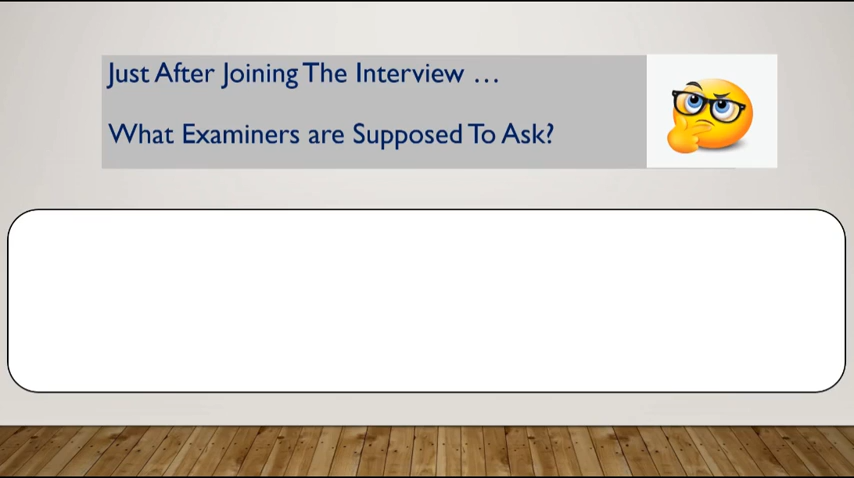 Just After Joining The Interview …
What Examiners are Supposed To Ask?